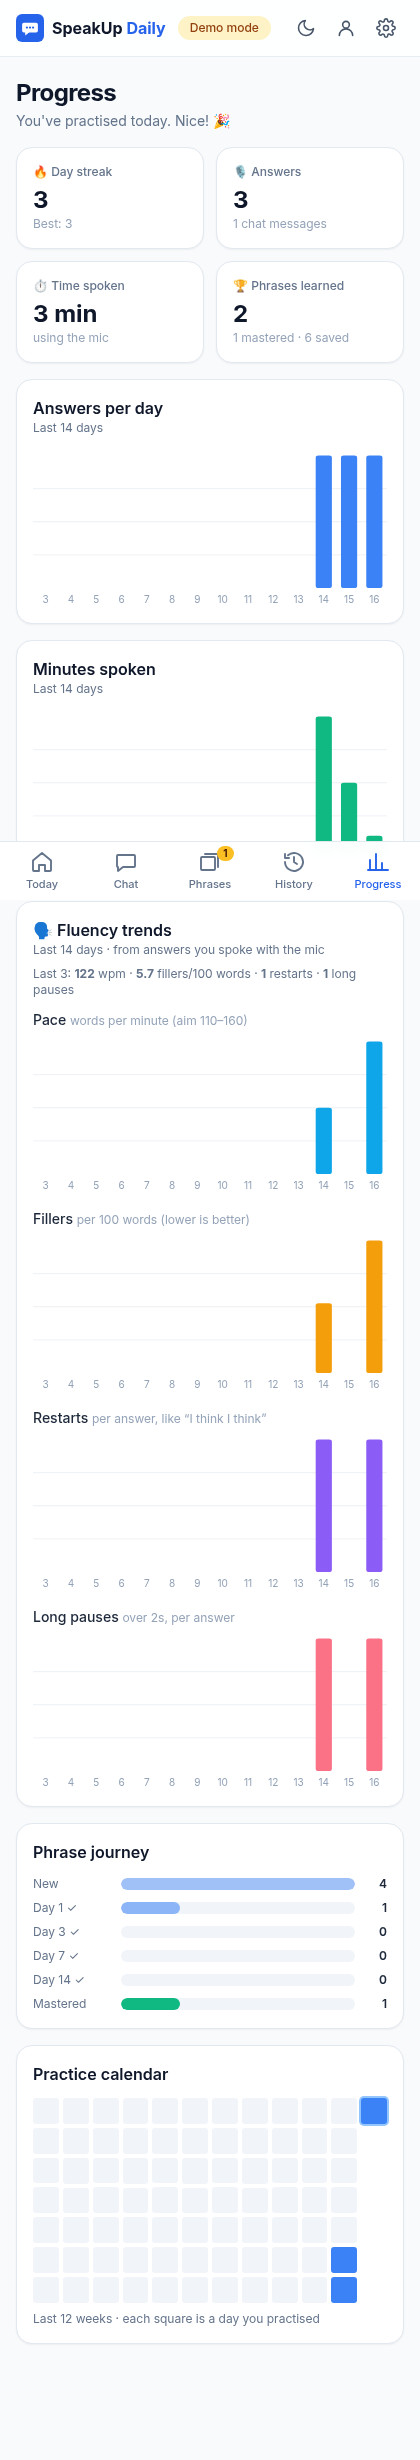 SpeakUp Daily
Demo mode
Progress
You've practised today. Nice! 🎉
🔥 Day streak
3
Best: 3
🎙️ Answers
3
1 chat messages
⏱️ Time spoken
3 min
using the mic
🏆 Phrases learned
2
1 mastered · 6 saved
Answers per day
Last 14 days
3 4 5 6 7 8 9 10 11 12 13 14 15 16
Minutes spoken
Last 14 days
Today
Chat
1
Phrases
History
Progress
🗣️ Fluency trends
Last 14 days · from answers you spoke with the mic
Last 3: 122 wpm · 5.7 fillers/100 words · 1 restarts · 1 long
pauses
Pace words per minute (aim 110–160)
3 4 5 6 7 8 9 10 11 12 13 14 15 16
Fillers per 100 words (lower is better)
3 4 5 6 7 8 9 10 11 12 13 14 15 16
Restarts per answer, like “I think I think”
3 4 5 6 7 8 9 10 11 12 13 14 15 16
Long pauses over 2s, per answer
3 4 5 6 7 8 9 10 11 12 13 14 15 16
Phrase journey
New 4
Day 1 ✓ 1
Day 3 ✓ 0
Day 7 ✓ 0
Day 14 ✓ 0
Mastered 1
Practice calendar
Last 12 weeks · each square is a day you practised